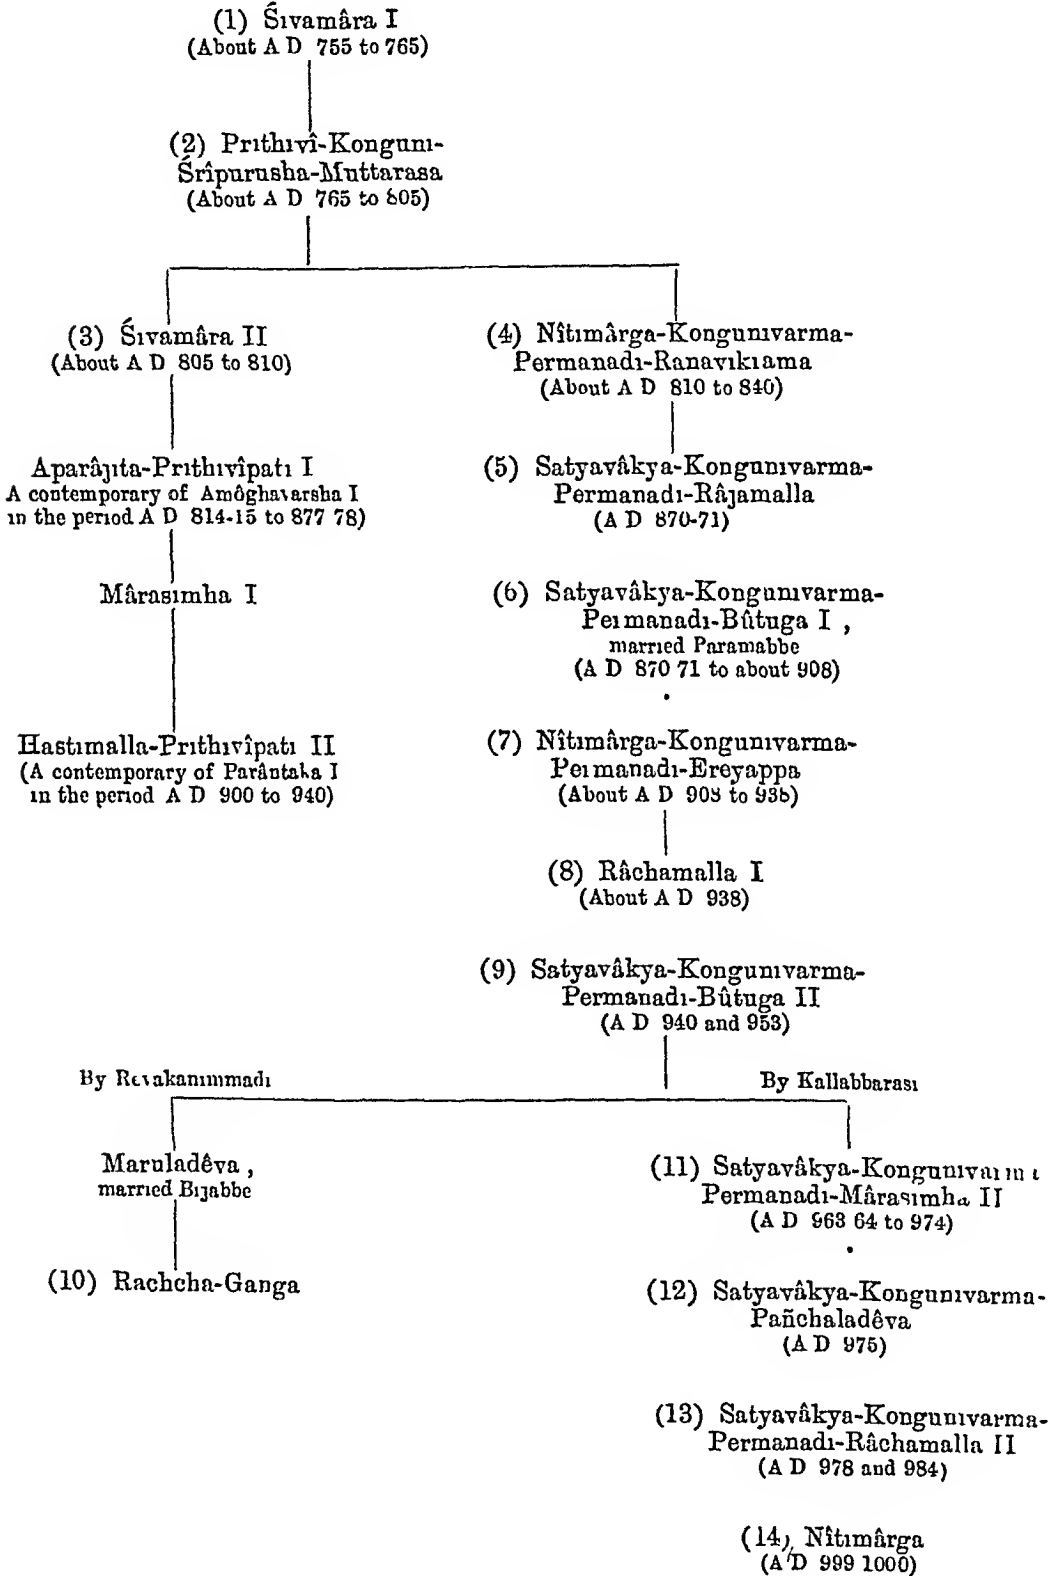 (1) Śivamâra I
(About A D 755 to 765)
(2) Prithivî-Konguni-
Śrîpurusha-Muttarasa
(About A D 765 to 805)
(3) Śivamâra II
(About A D 805 to 810)
(4) Nîtimârga-Kongunivarma-
Permanadi-Ranavikrama
(About A D 810 to 840)
Aparâjita-Prithivîpati I
A contemporary of Amôghavarsha I
in the period A D 814-15 to 877 78)
(5) Satyavâkya-Kongunivarma-
Permanadi-Râjamalla
(A D 870-71)
Mârasimha I
(6) Satyavâkya-Kongunivarma-
Permanadi-Bûtuga I ,
married Paramabbe
(A D 870 71 to about 908)
Hastimalla-Prithivîpati II
(A contemporary of Parântaka I
in the period A D 900 to 940)
(7) Nîtimârga-Kongunivarma-
Permanadi-Ereyappa
(About A D 908 to 938)
(8) Râchamalla I
(About A D 938)
(9) Satyavâkya-Kongunivarma-
Permanadi-Bûtuga II
(A D 940 and 953)
By Revakanimmadi
By Kallabbarasi
Maruladêva ,
married Bijabbe
(11) Satyavâkya-Kongunivarma
Permanadi-Mârasimha II
(A D 963 64 to 974)
(10) Rachcha-Ganga
(12) Satyavâkya-Kongunivarma-
Pañchaladêva
(A D 975)
(13) Satyavâkya-Kongunivarma-
Permanadi-Râchamalla II
(A D 978 and 984)
(14) Nîtimârga
(A D 999 1000)